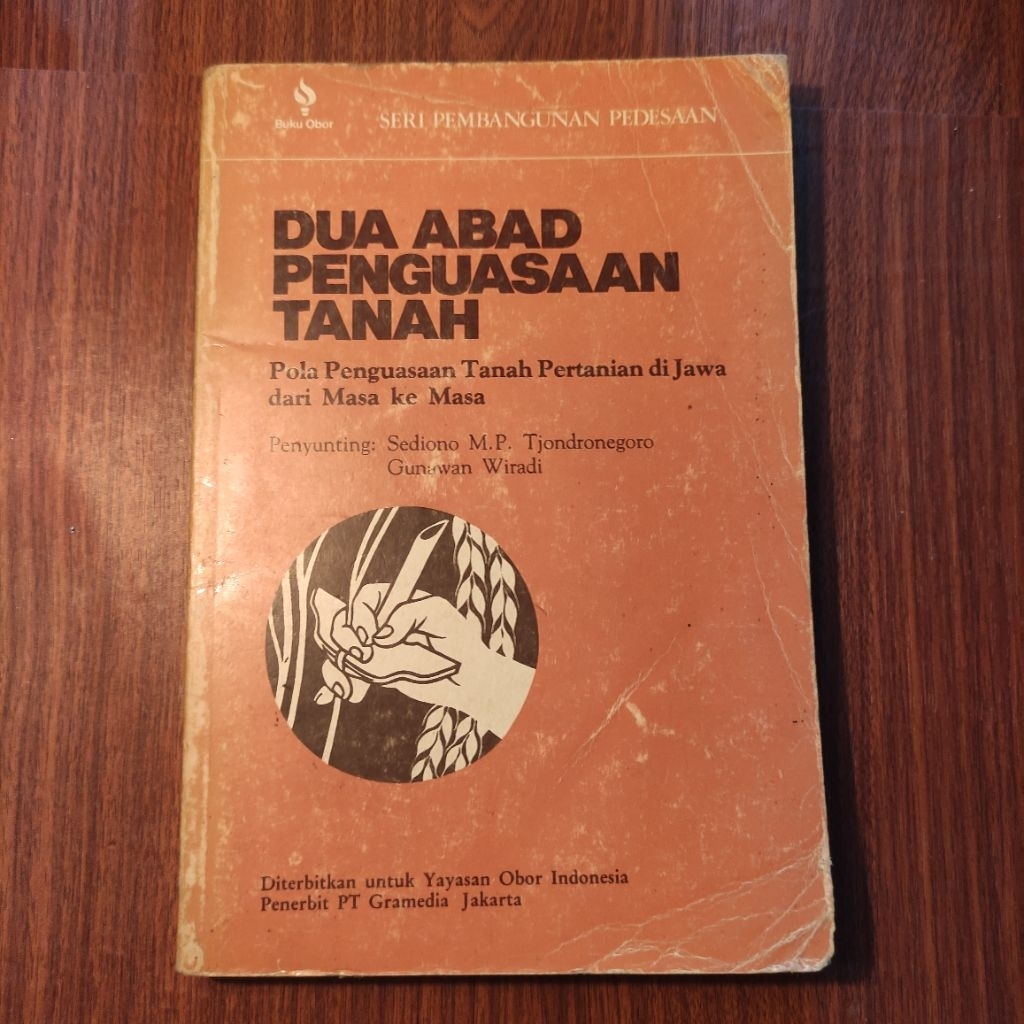 Buku Obor
SERI PEMBANGUNAN PEDESAAN
DUA ABAD
PENGUASAAN
TANAH
Pola Penguasaan Tanah Pertanian di Jawa
dari Masa ke Masa
Penyunting: Sediono M.P. Tjondronegoro
Gunawan Wiradi
Diterbitkan untuk Yayasan Obor Indonesia
Penerbit PT Gramedia Jakarta